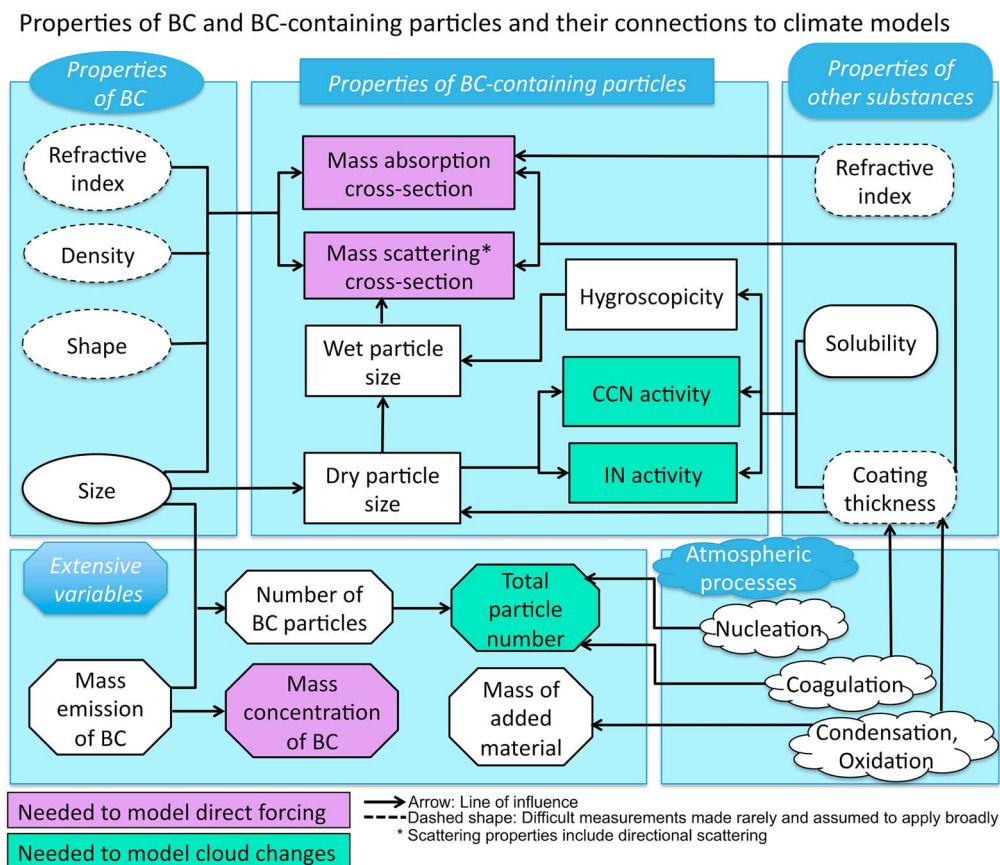 Properties of BC and BC-containing particles and their connections to climate models
Properties
of BC
Properties of BC-containing particles
Properties of
other substances
Refractive
index
Density
Shape
Size
Mass absorption
cross-section
Mass scattering*
cross-section
Hygroscopicity
Wet particle
size
CCN activity
Dry particle
size
IN activity
Refractive
index
Solubility
Coating
thickness
Extensive
variables
Number of
BC particles
Total
particle
number
Mass
emission
of BC
Mass
concentration
of BC
Mass of
added
material
Atmospheric
processes
Nucleation
Coagulation
Condensation,
Oxidation
Needed to model direct forcing
Needed to model cloud changes
Arrow: Line of influence
Dashed shape: Difficult measurements made rarely and assumed to apply broadly
* Scattering properties include directional scattering